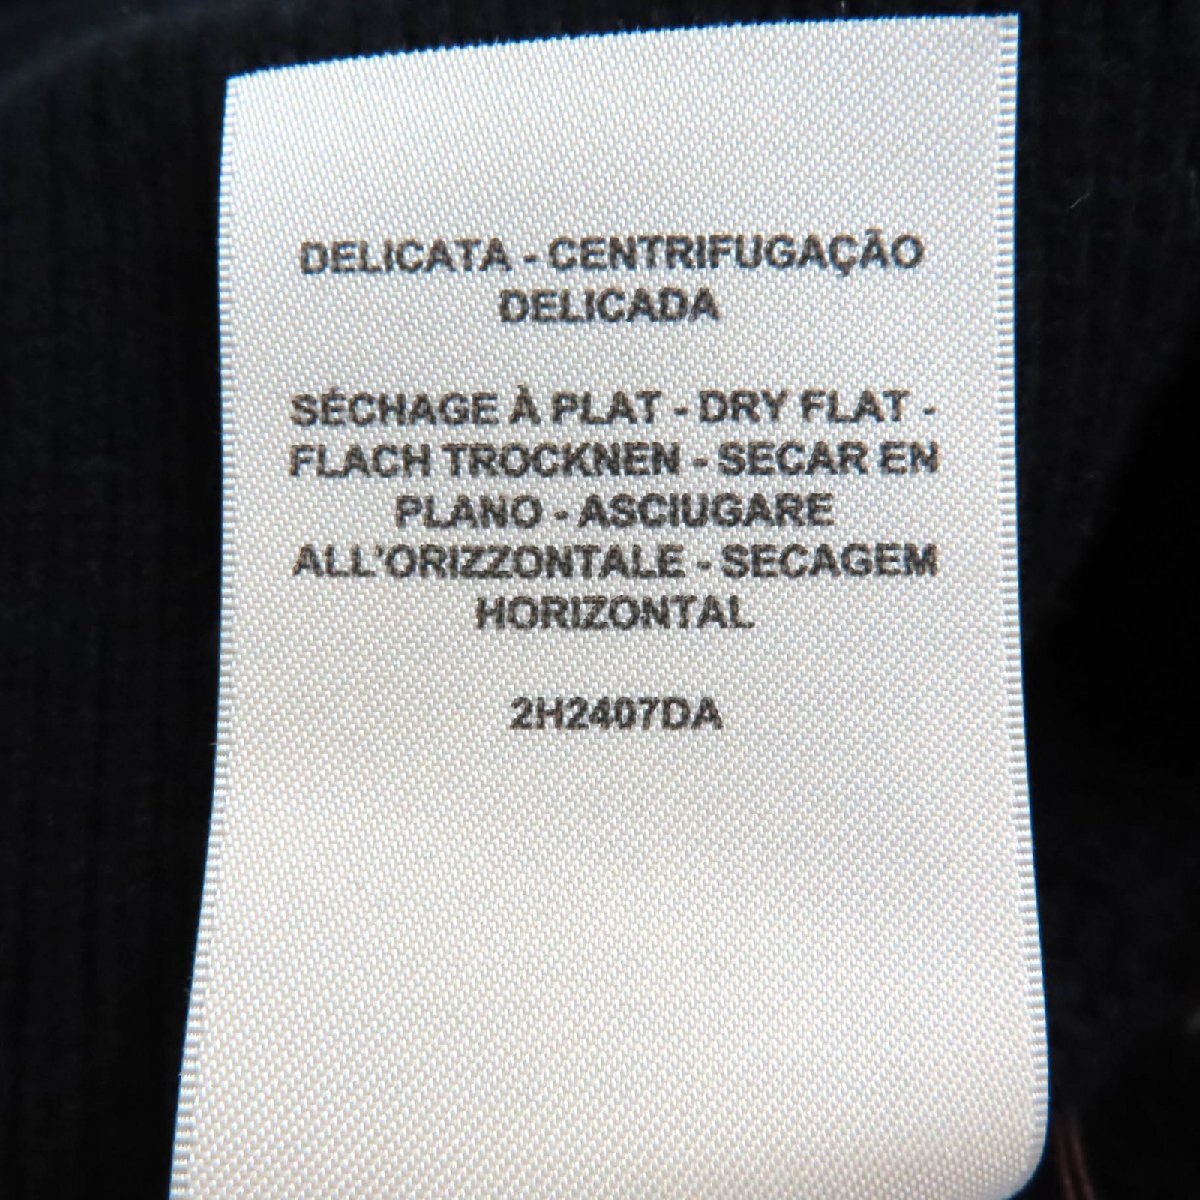 DELICATA - CENTRIFUGAÇÃO
DELICADA
SÉCHAGE À PLAT - DRY FLAT -
FLACH TROCKNEN - SECAR EN
PLANO - ASCIUGARE
ALL'ORIZZONTALE - SECAGEM
HORIZONTAL
2H2407DA